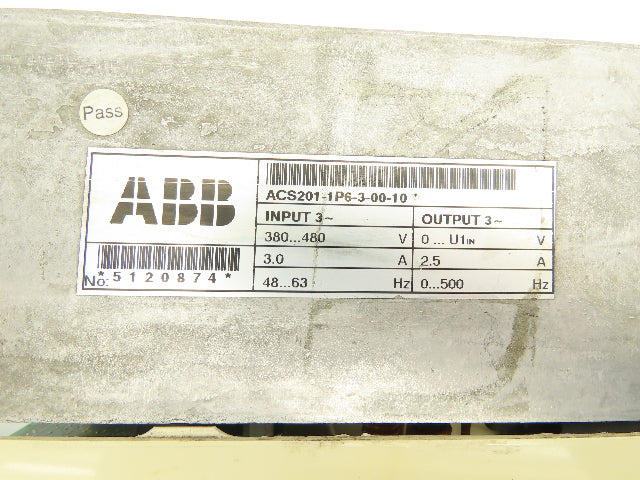 Pass
ABB
ACS201-1P6-3-00-10 *
INPUT 3~ OUTPUT 3~
380...480 V 0 ... U1IN V
3.0 A 2.5 A
48...63 Hz 0...500 Hz
No: *5120874*